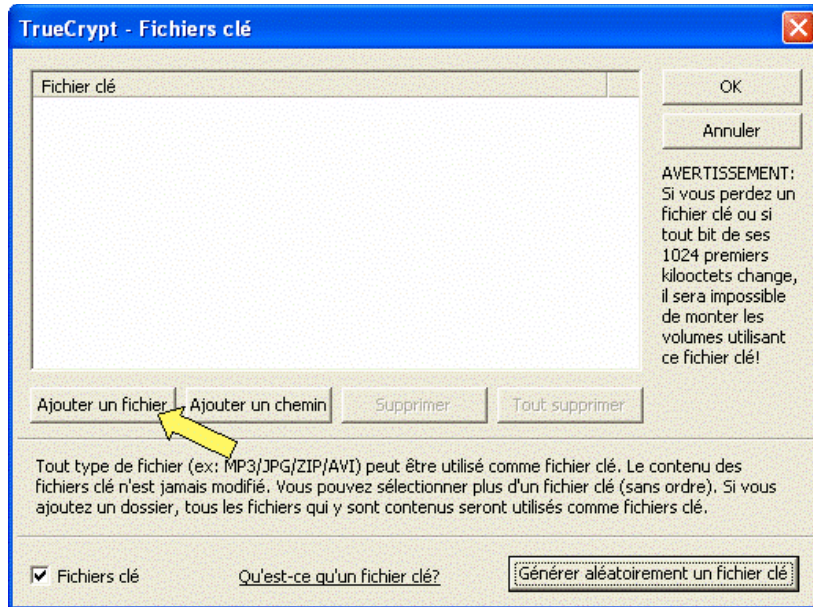 TrueCrypt - Fichiers clé
Fichier clé
OK
Annuler
AVERTISSEMENT:
Si vous perdez un
fichier clé ou si
tout bit de ses
1024 premiers
kilooctets change,
il sera impossible
de monter les
volumes utilisant
ce fichier clé!
Ajouter un fichier
Ajouter un chemin
Supprimer
Tout supprimer
Tout type de fichier (ex: MP3/JPG/ZIP/AVI) peut être utilisé comme fichier clé. Le contenu des
fichiers clé n'est jamais modifié. Vous pouvez sélectionner plus d'un fichier clé (sans ordre). Si vous
ajoutez un dossier, tous les fichiers qui y sont contenus seront utilisés comme fichiers clé.
Fichiers clé
Qu'est-ce qu'un fichier clé?
Générer aléatoirement un fichier clé